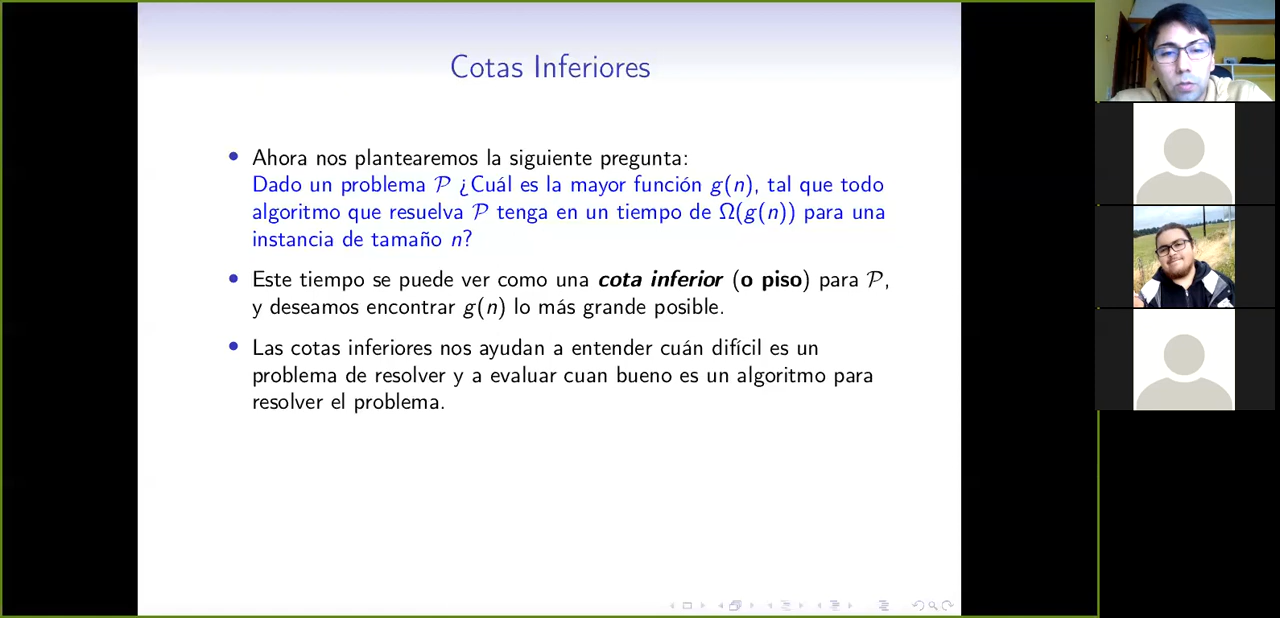 Cotas Inferiores
• Ahora nos plantearemos la siguiente pregunta:
Dado un problema 𝒫 ¿Cuál es la mayor función g(n), tal que todo
algoritmo que resuelva 𝒫 tenga en un tiempo de Ω(g(n)) para una
instancia de tamaño n?
• Este tiempo se puede ver como una cota inferior (o piso) para 𝒫,
y deseamos encontrar g(n) lo más grande posible.
• Las cotas inferiores nos ayudan a entender cuán difícil es un
problema de resolver y a evaluar cuan bueno es un algoritmo para
resolver el problema.